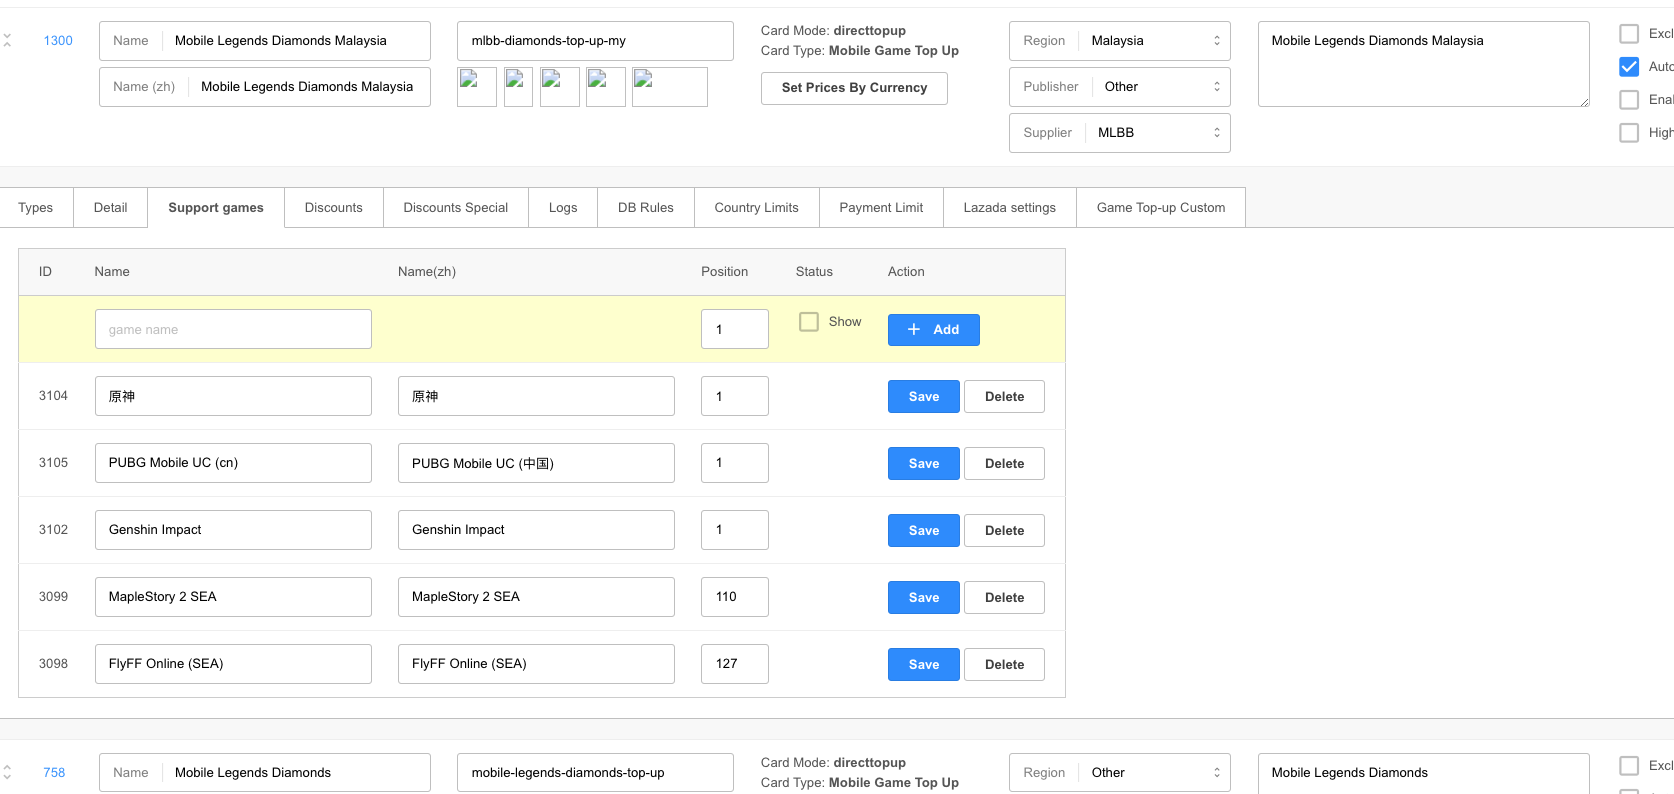 1300
Name Mobile Legends Diamonds Malaysia
Name (zh) Mobile Legends Diamonds Malaysia
mlbb-diamonds-top-up-my
Card Mode: directtopup
Card Type: Mobile Game Top Up
Set Prices By Currency
Region Malaysia
Publisher Other
Supplier MLBB
Mobile Legends Diamonds Malaysia
Excl
Auto
Enal
High
Types Detail Support games Discounts Discounts Special Logs DB Rules Country Limits Payment Limit Lazada settings Game Top-up Custom
ID Name Name(zh) Position Status Action
game name 1 Show + Add
3104 原神 原神 1 Save Delete
3105 PUBG Mobile UC (cn) PUBG Mobile UC (中国) 1 Save Delete
3102 Genshin Impact Genshin Impact 1 Save Delete
3099 MapleStory 2 SEA MapleStory 2 SEA 110 Save Delete
3098 FlyFF Online (SEA) FlyFF Online (SEA) 127 Save Delete
758
Name Mobile Legends Diamonds
mobile-legends-diamonds-top-up
Card Mode: directtopup
Card Type: Mobile Game Top Up
Region Other
Mobile Legends Diamonds
Excl